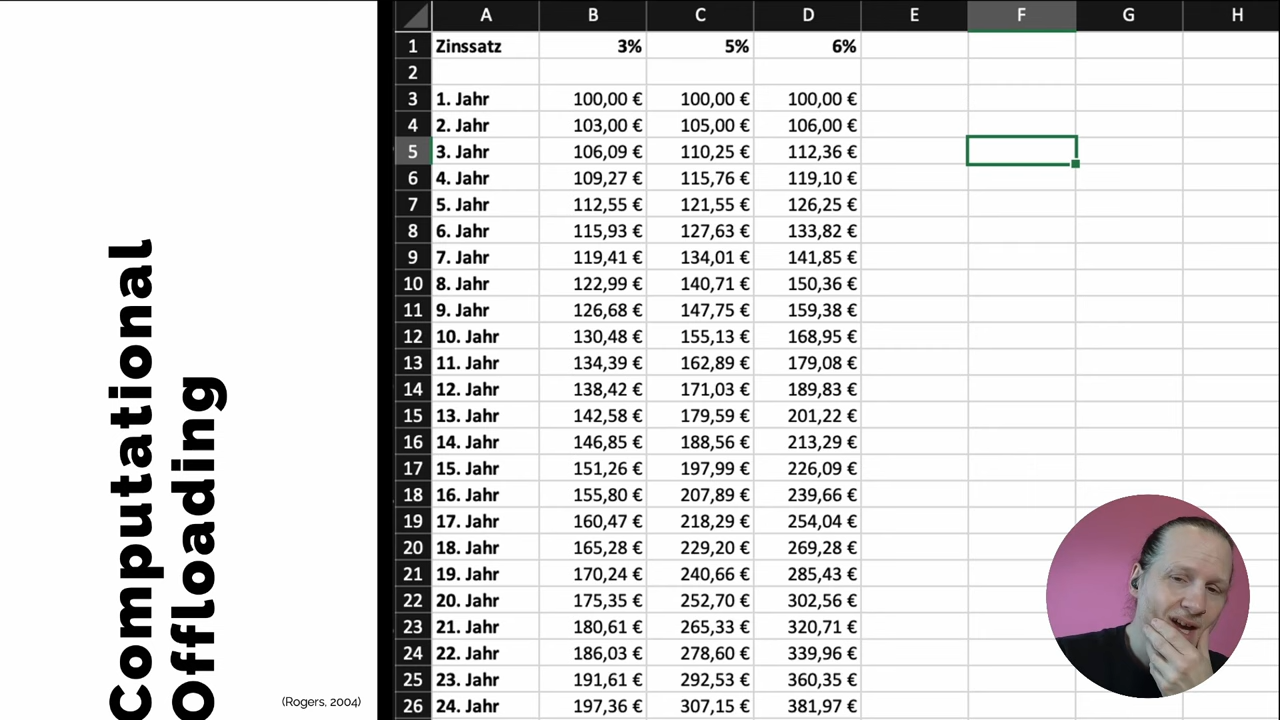 Computational
Offloading
(Rogers, 2004)
A B C D E F G H
1 Zinssatz 3% 5% 6%
2
3 1. Jahr 100,00 € 100,00 € 100,00 €
4 2. Jahr 103,00 € 105,00 € 106,00 €
5 3. Jahr 106,09 € 110,25 € 112,36 €
6 4. Jahr 109,27 € 115,76 € 119,10 €
7 5. Jahr 112,55 € 121,55 € 126,25 €
8 6. Jahr 115,93 € 127,63 € 133,82 €
9 7. Jahr 119,41 € 134,01 € 141,85 €
10 8. Jahr 122,99 € 140,71 € 150,36 €
11 9. Jahr 126,68 € 147,75 € 159,38 €
12 10. Jahr 130,48 € 155,13 € 168,95 €
13 11. Jahr 134,39 € 162,89 € 179,08 €
14 12. Jahr 138,42 € 171,03 € 189,83 €
15 13. Jahr 142,58 € 179,59 € 201,22 €
16 14. Jahr 146,85 € 188,56 € 213,29 €
17 15. Jahr 151,26 € 197,99 € 226,09 €
18 16. Jahr 155,80 € 207,89 € 239,66 €
19 17. Jahr 160,47 € 218,29 € 254,04 €
20 18. Jahr 165,28 € 229,20 € 269,28 €
21 19. Jahr 170,24 € 240,66 € 285,43 €
22 20. Jahr 175,35 € 252,70 € 302,56 €
23 21. Jahr 180,61 € 265,33 € 320,71 €
24 22. Jahr 186,03 € 278,60 € 339,96 €
25 23. Jahr 191,61 € 292,53 € 360,35 €
26 24. Jahr 197,36 € 307,15 € 381,97 €